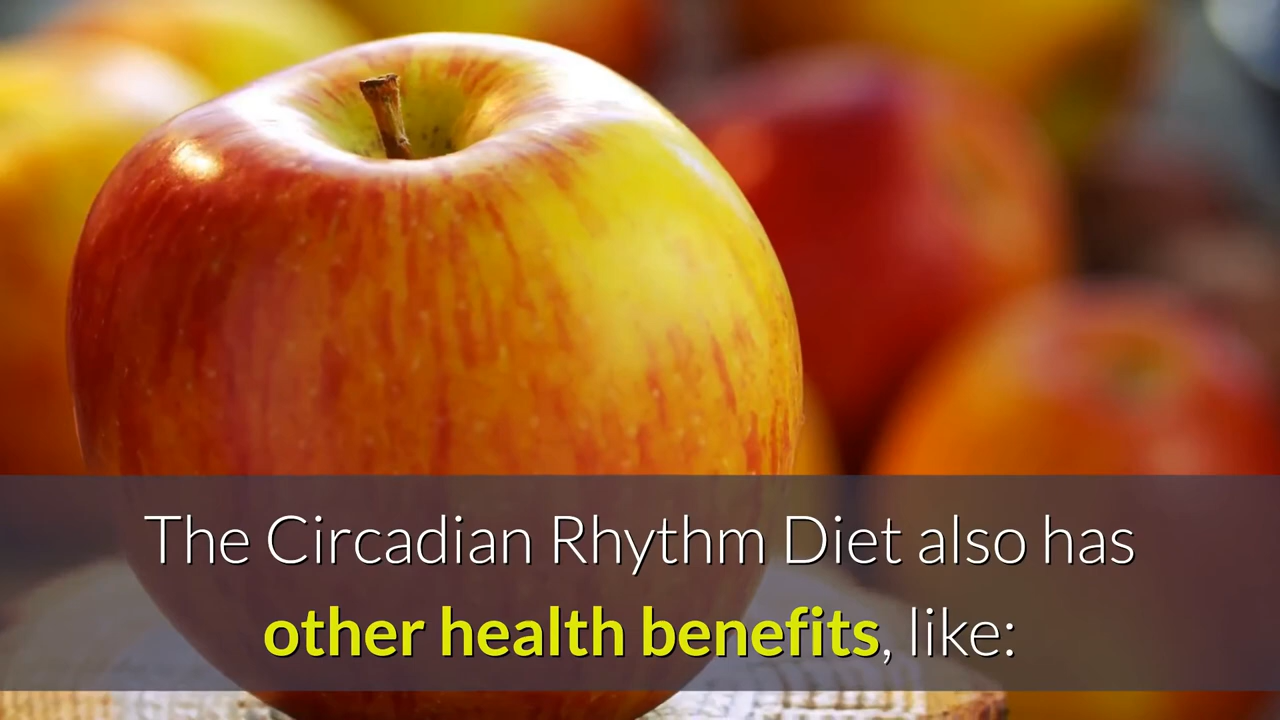 The Circadian Rhythm Diet also has
other health benefits, like: